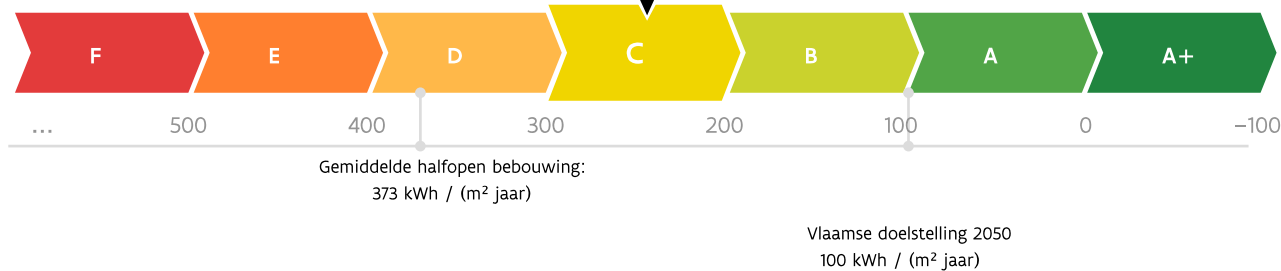 F E D C B A A+
... 500 400 300 200 100 0 –100
Gemiddelde halfopen bebouwing:
373 kWh / (m² jaar)
Vlaamse doelstelling 2050
100 kWh / (m² jaar)